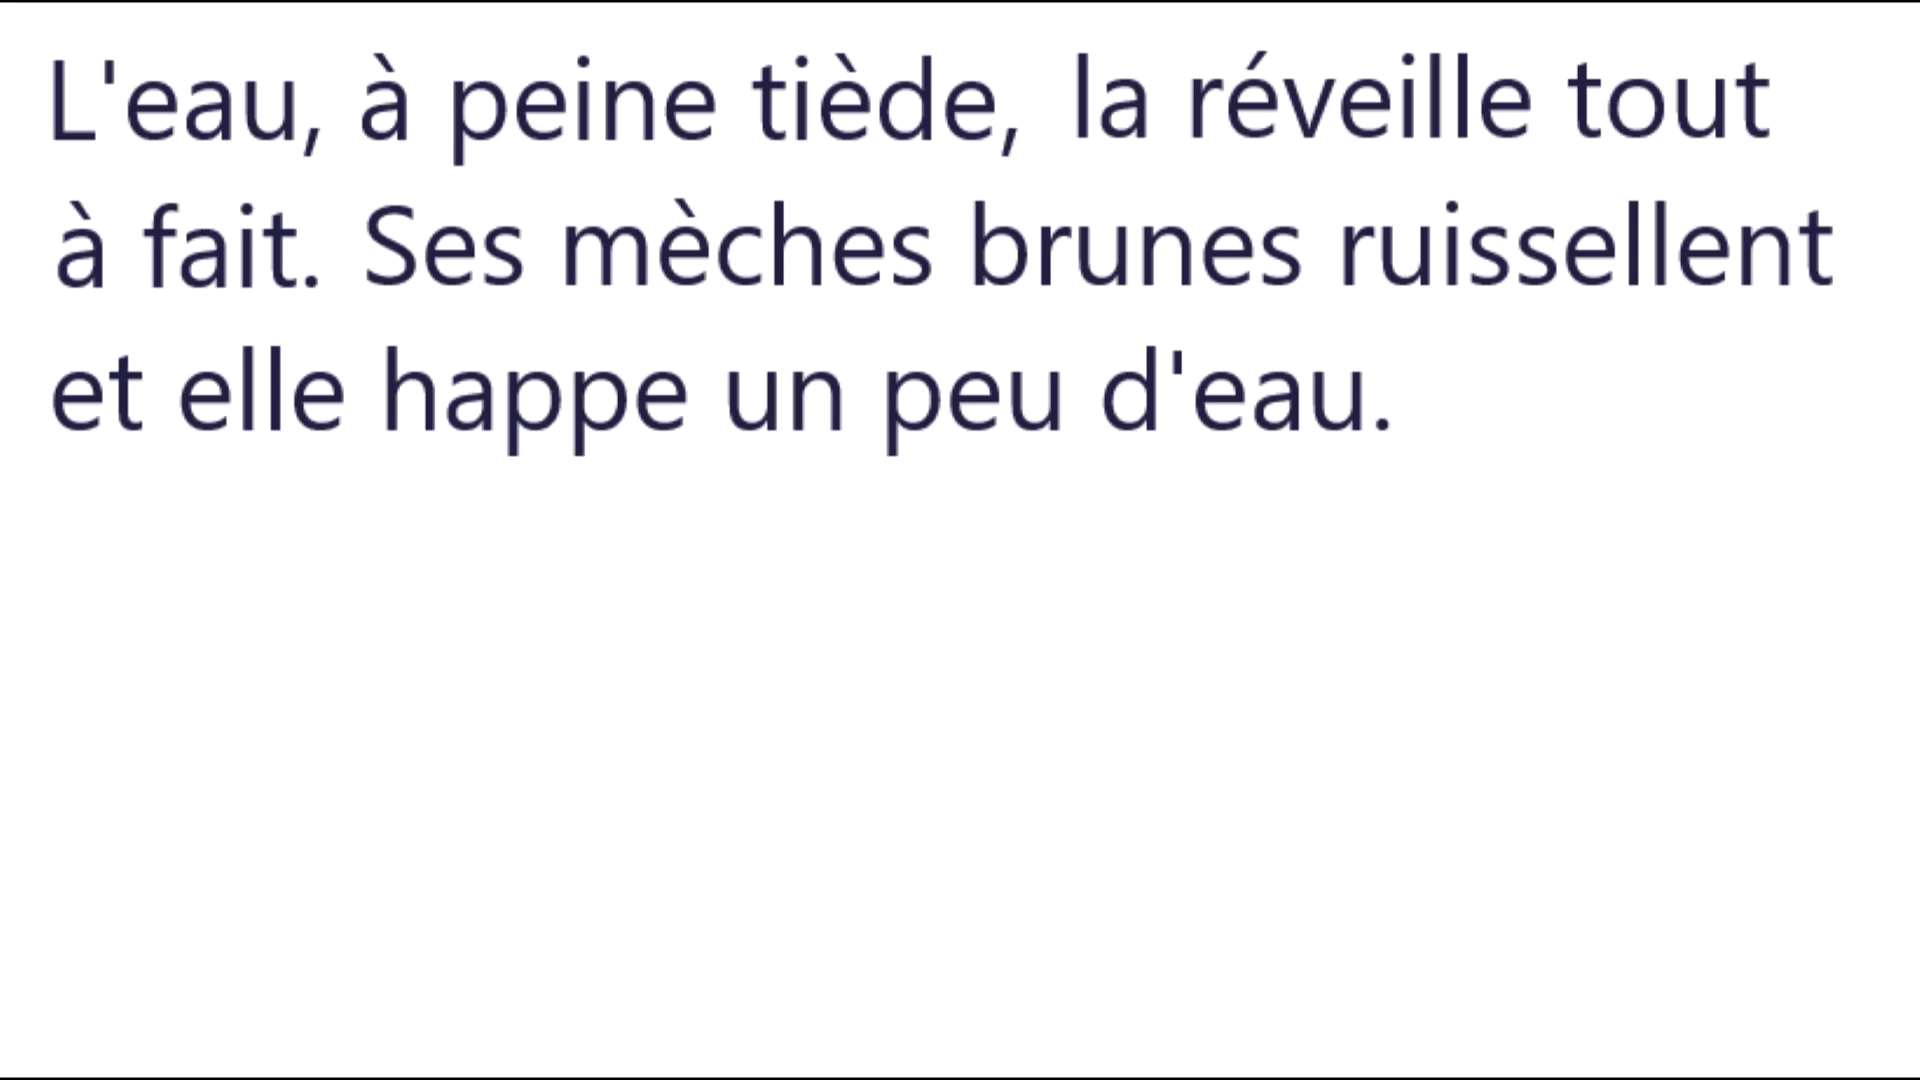 L'eau, à peine tiède, la réveille tout
à fait. Ses mèches brunes ruissellent
et elle happe un peu d'eau.